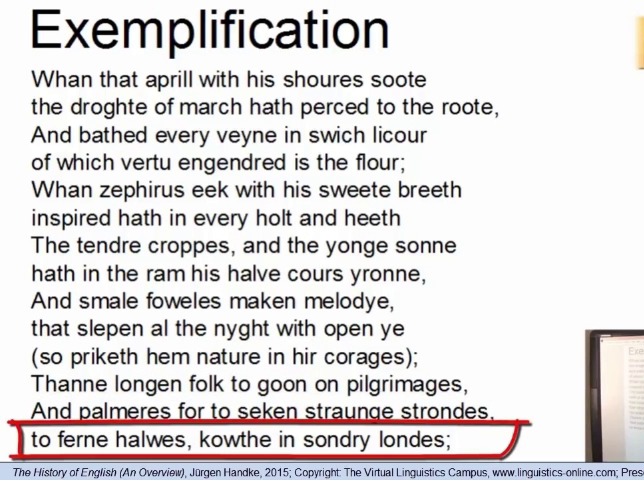 Exemplification
Whan that aprill with his shoures soote
the droghte of march hath perced to the roote,
And bathed every veyne in swich licour
of which vertu engendred is the flour;
Whan zephirus eek with his sweete breeth
inspired hath in every holt and heeth
The tendre croppes, and the yonge sonne
hath in the ram his halve cours yronne,
And smale foweles maken melodye,
that slepen al the nyght with open ye
(so priketh hem nature in hir corages);
Thanne longen folk to goon on pilgrimages,
And palmeres for to seken straunge strondes,
to ferne halwes, kowthe in sondry londes;
The History of English (An Overview), Jürgen Handke, 2015; Copyright: The Virtual Linguistics Campus, www.linguistics-online.com; Prese